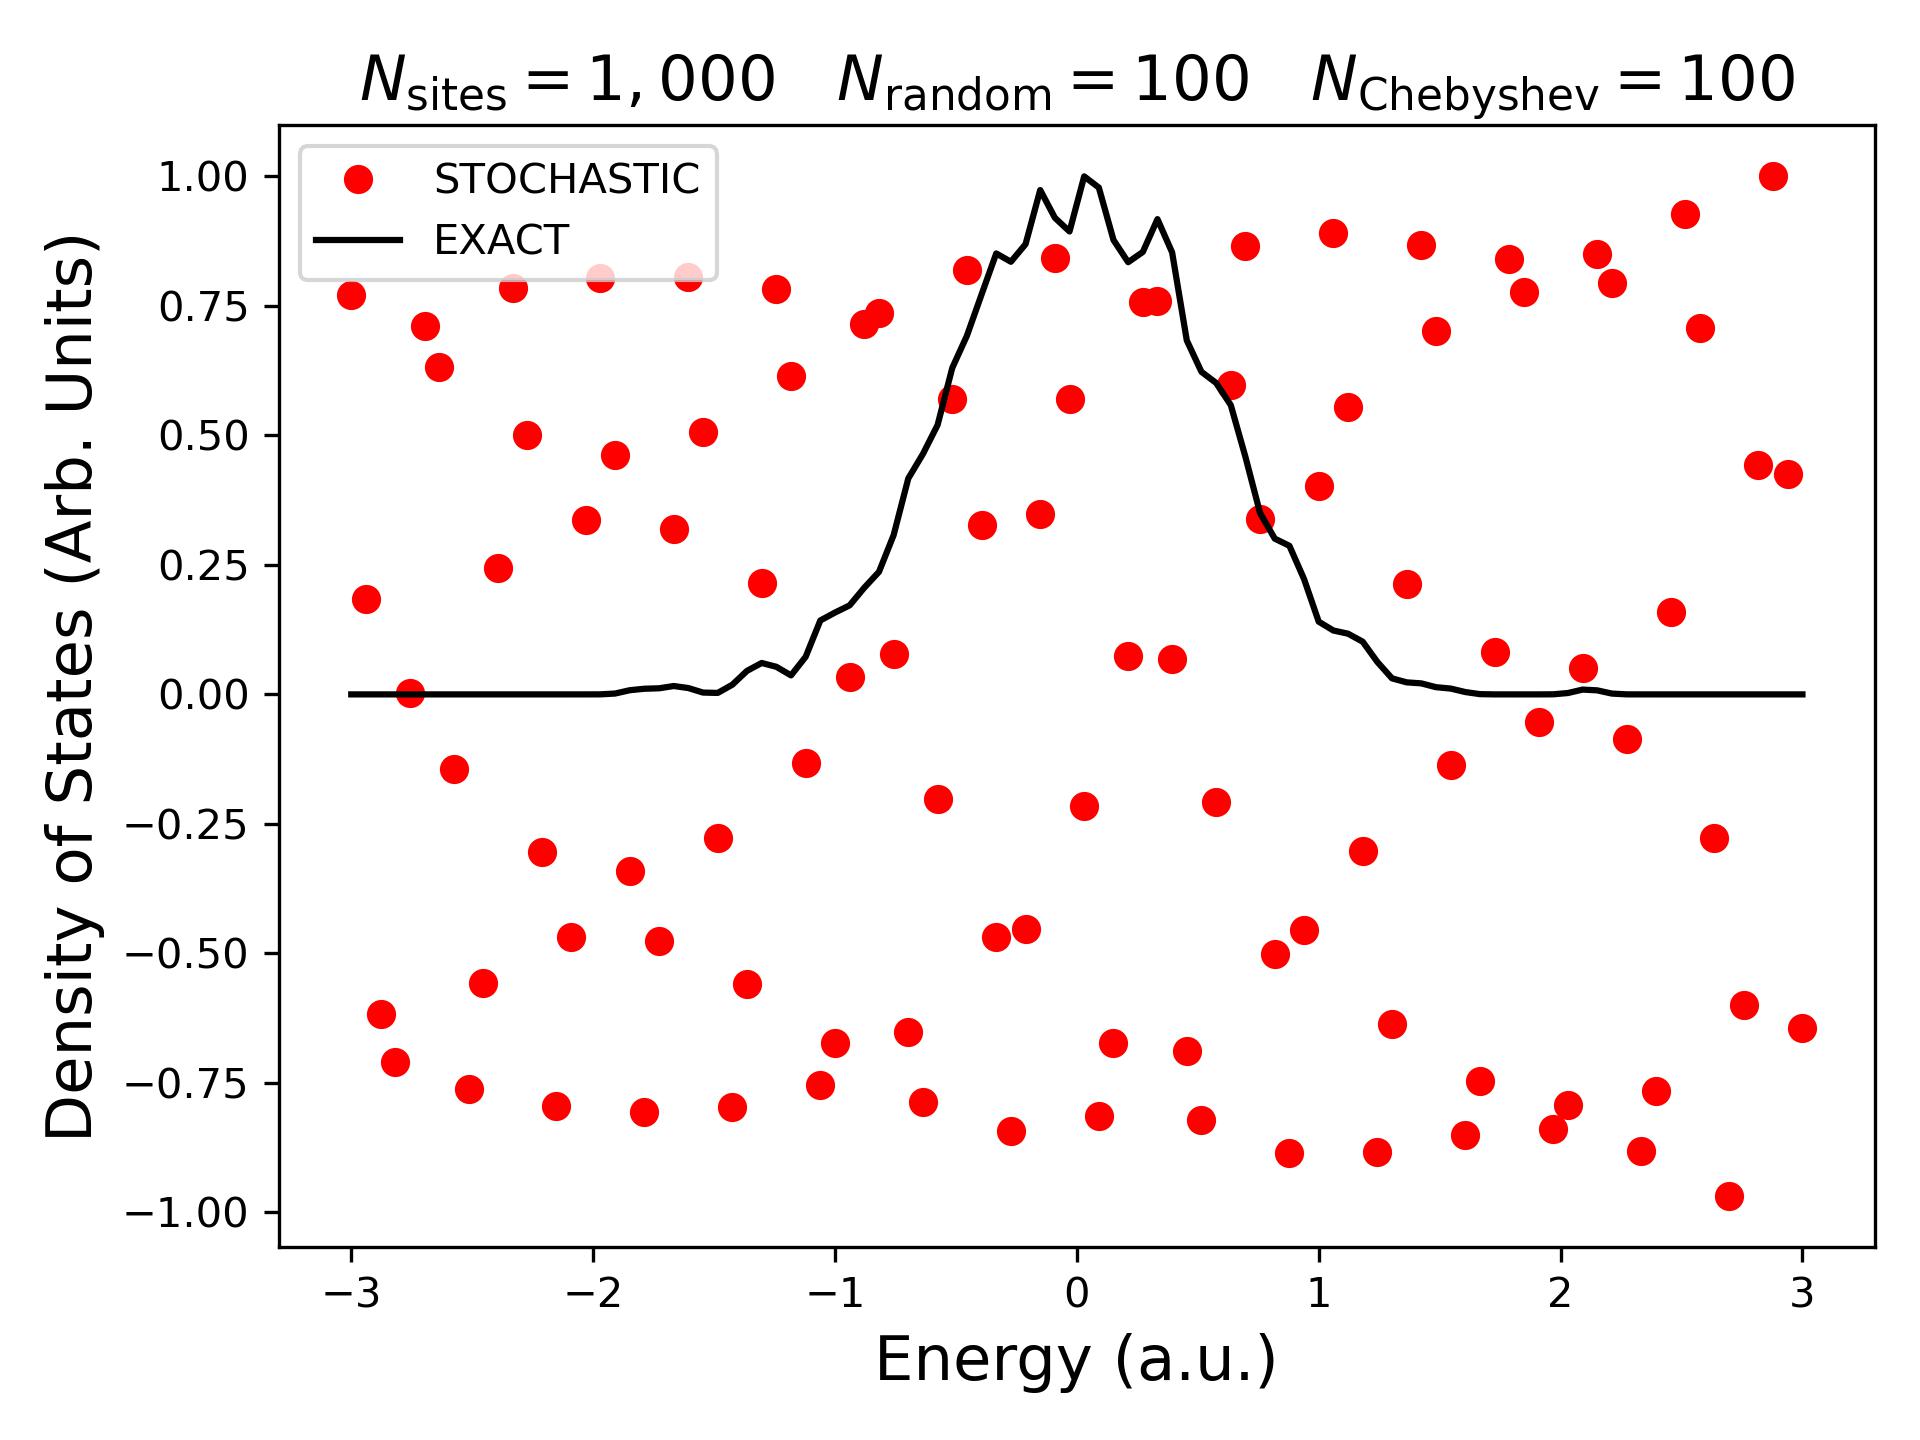 N_sites = 1, 000 N_random = 100 N_Chebyshev = 100
STOCHASTIC
EXACT
Density of States (Arb. Units)
1.00
0.75
0.50
0.25
0.00
−0.25
−0.50
−0.75
−1.00
−3 −2 −1 0 1 2 3
Energy (a.u.)